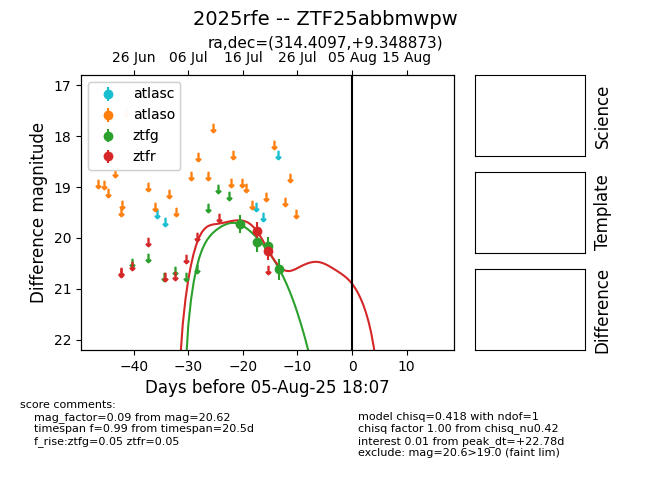 2025rfe -- ZTF25abbmwpw
ra,dec=(314.4097,+9.348873)
26 Jun 06 Jul 16 Jul 26 Jul 05 Aug 15 Aug
17
18
19
20
21
22
Difference magnitude
atlasc
atlaso
ztfg
ztfr
−40 −30 −20 −10 0 10
Days before 05-Aug-25 18:07
Science
Template
Difference
score comments:
mag_factor=0.09 from mag=20.62
timespan f=0.99 from timespan=20.5d
f_rise:ztfg=0.05 ztfr=0.05
model chisq=0.418 with ndof=1
chisq factor 1.00 from chisq_nu0.42
interest 0.01 from peak_dt=+22.78d
exclude: mag=20.6>19.0 (faint lim)